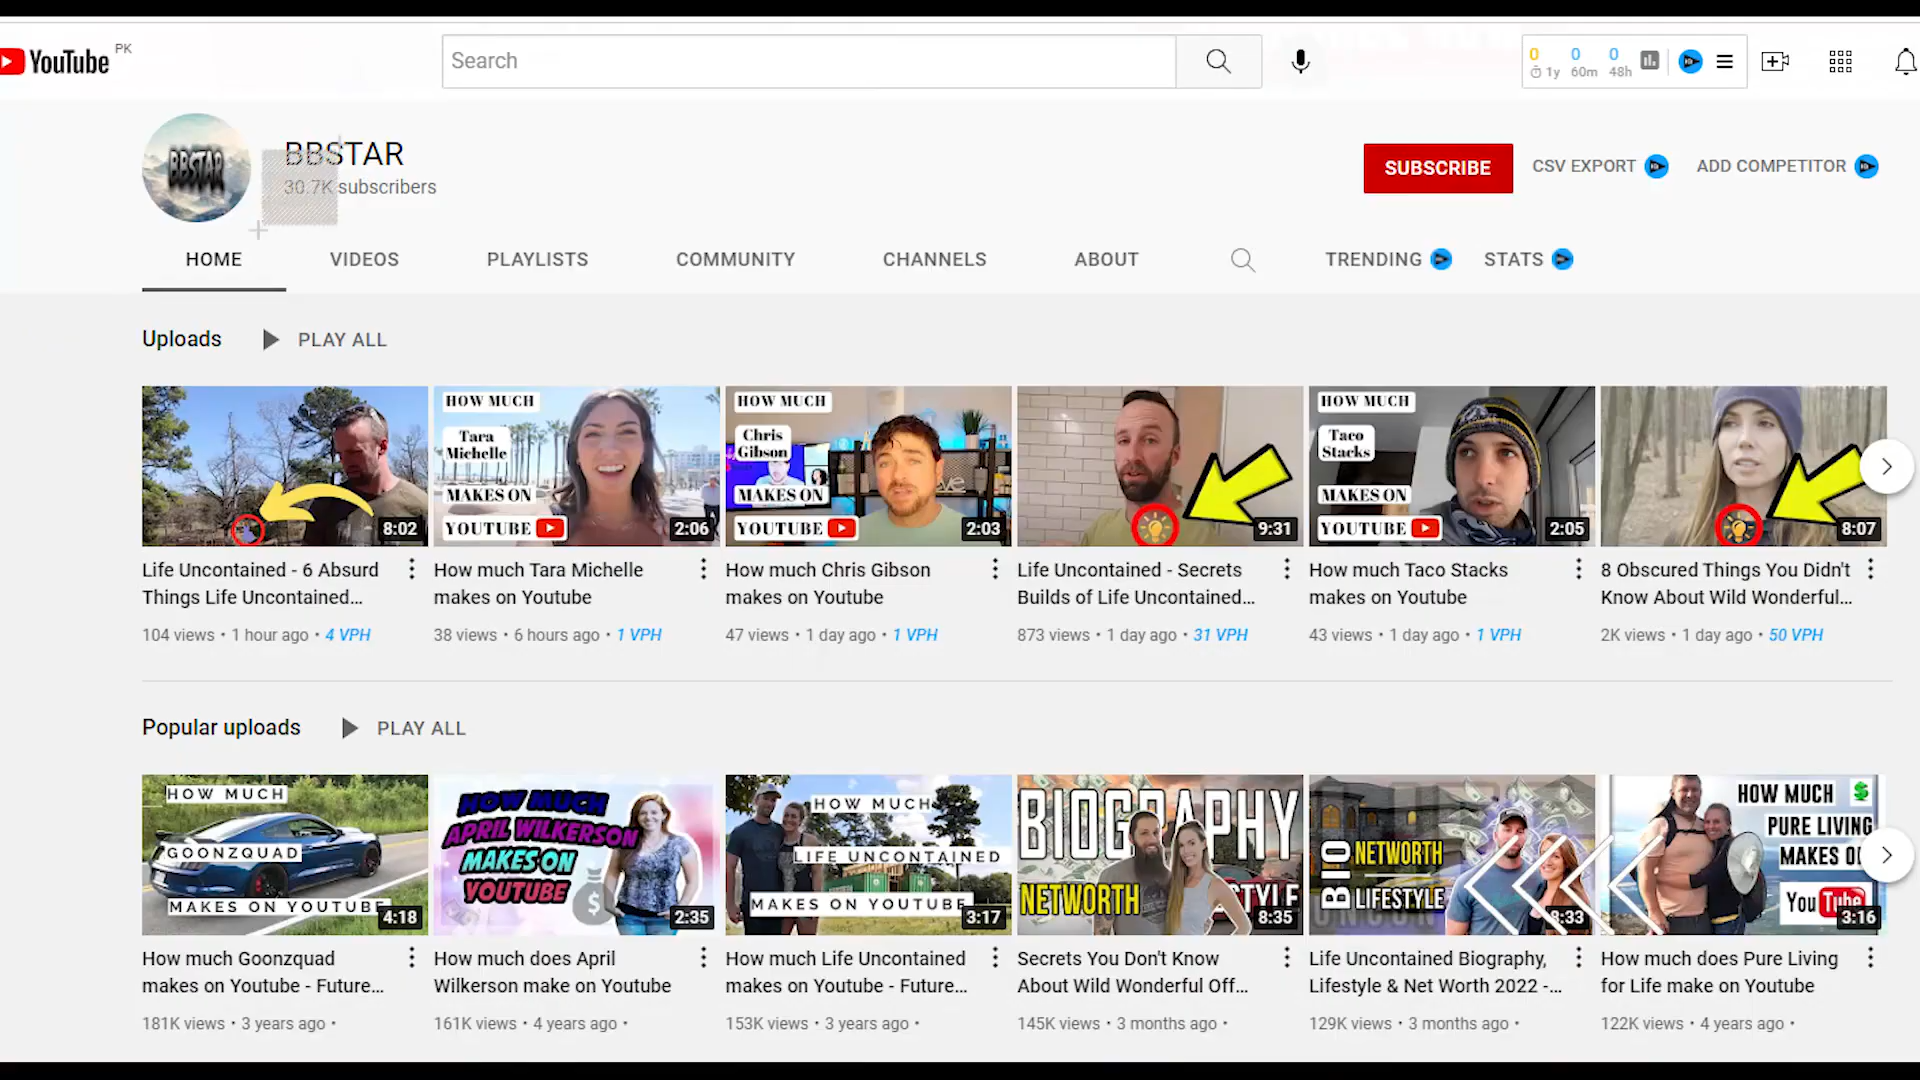 YouTube PK
Search
0 0 0
1y 60m 48h
BBSTAR
BBSTAR
30.7K subscribers
SUBSCRIBE
CSV EXPORT
ADD COMPETITOR
HOME VIDEOS PLAYLISTS COMMUNITY CHANNELS ABOUT TRENDING STATS
Uploads PLAY ALL
8:02
HOW MUCH
Tara
Michelle
MAKES ON
YOUTUBE
2:06
HOW MUCH
Chris
Gibson
MAKES ON
YOUTUBE
2:03
9:31
HOW MUCH
Taco
Stacks
MAKES ON
YOUTUBE
2:05
8:07
Life Uncontained - 6 Absurd
Things Life Uncontained...
104 views • 1 hour ago • 4 VPH
How much Tara Michelle
makes on Youtube
38 views • 6 hours ago • 1 VPH
How much Chris Gibson
makes on Youtube
47 views • 1 day ago • 1 VPH
Life Uncontained - Secrets
Builds of Life Uncontained...
873 views • 1 day ago • 31 VPH
How much Taco Stacks
makes on Youtube
43 views • 1 day ago • 1 VPH
8 Obscured Things You Didn't
Know About Wild Wonderful...
2K views • 1 day ago • 50 VPH
Popular uploads PLAY ALL
HOW MUCH
GOONZQUAD
MAKES ON YOUTUBE
4:18
HOW MUCH
APRIL WILKERSON
MAKES ON
YOUTUBE
2:35
HOW MUCH
LIFE UNCONTAINED
MAKES ON YOUTUBE
3:17
BIOGRAPHY
NETWORTH
8:35
BIO
NETWORTH
LIFESTYLE
8:33
HOW MUCH
PURE LIVING
MAKES
YouTube
3:16
How much Goonzquad
makes on Youtube - Future...
181K views • 3 years ago •
How much does April
Wilkerson make on Youtube
161K views • 4 years ago •
How much Life Uncontained
makes on Youtube - Future...
153K views • 3 years ago •
Secrets You Don't Know
About Wild Wonderful Off...
145K views • 3 months ago •
Life Uncontained Biography,
Lifestyle & Net Worth 2022 -...
129K views • 3 months ago •
How much does Pure Living
for Life make on Youtube
122K views • 4 years ago •